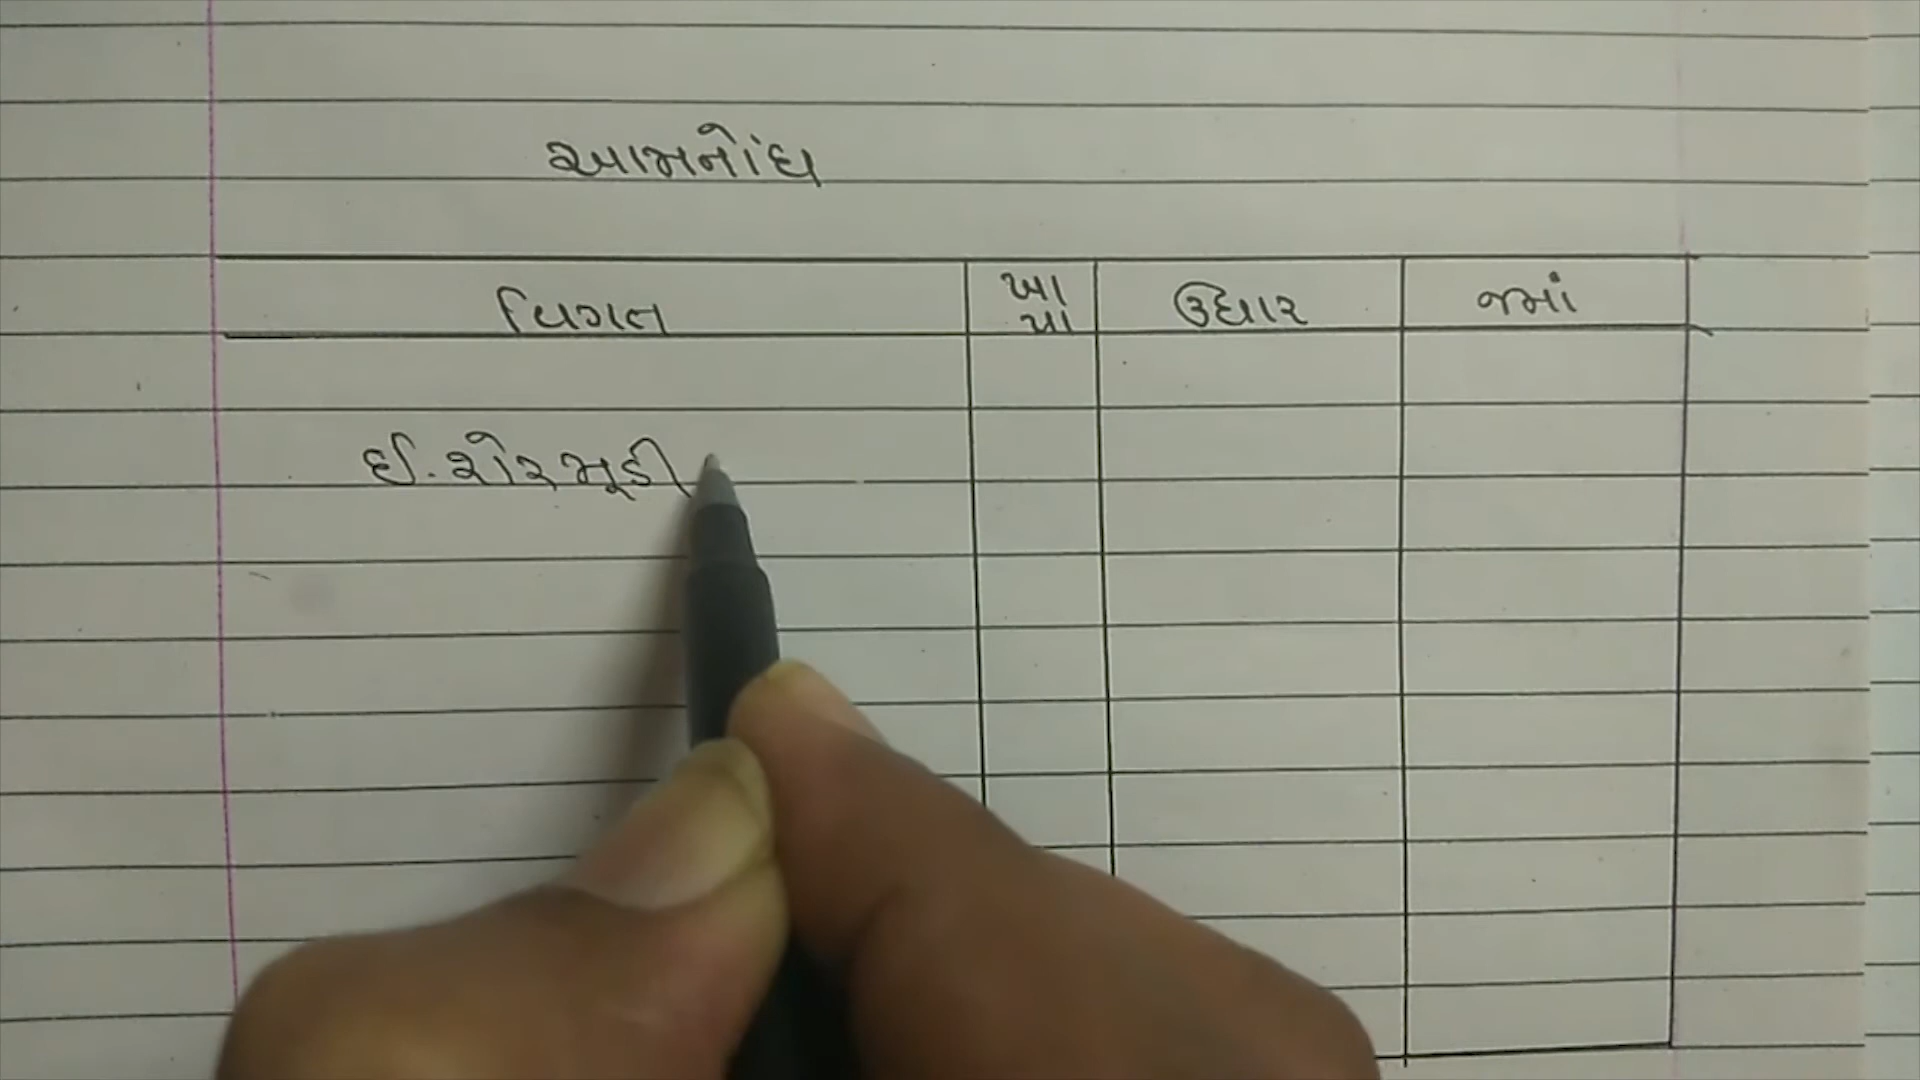 આમનોંધ
વિગત ખા પા ઉધાર જમાં
ઈ. શેરમૂડી